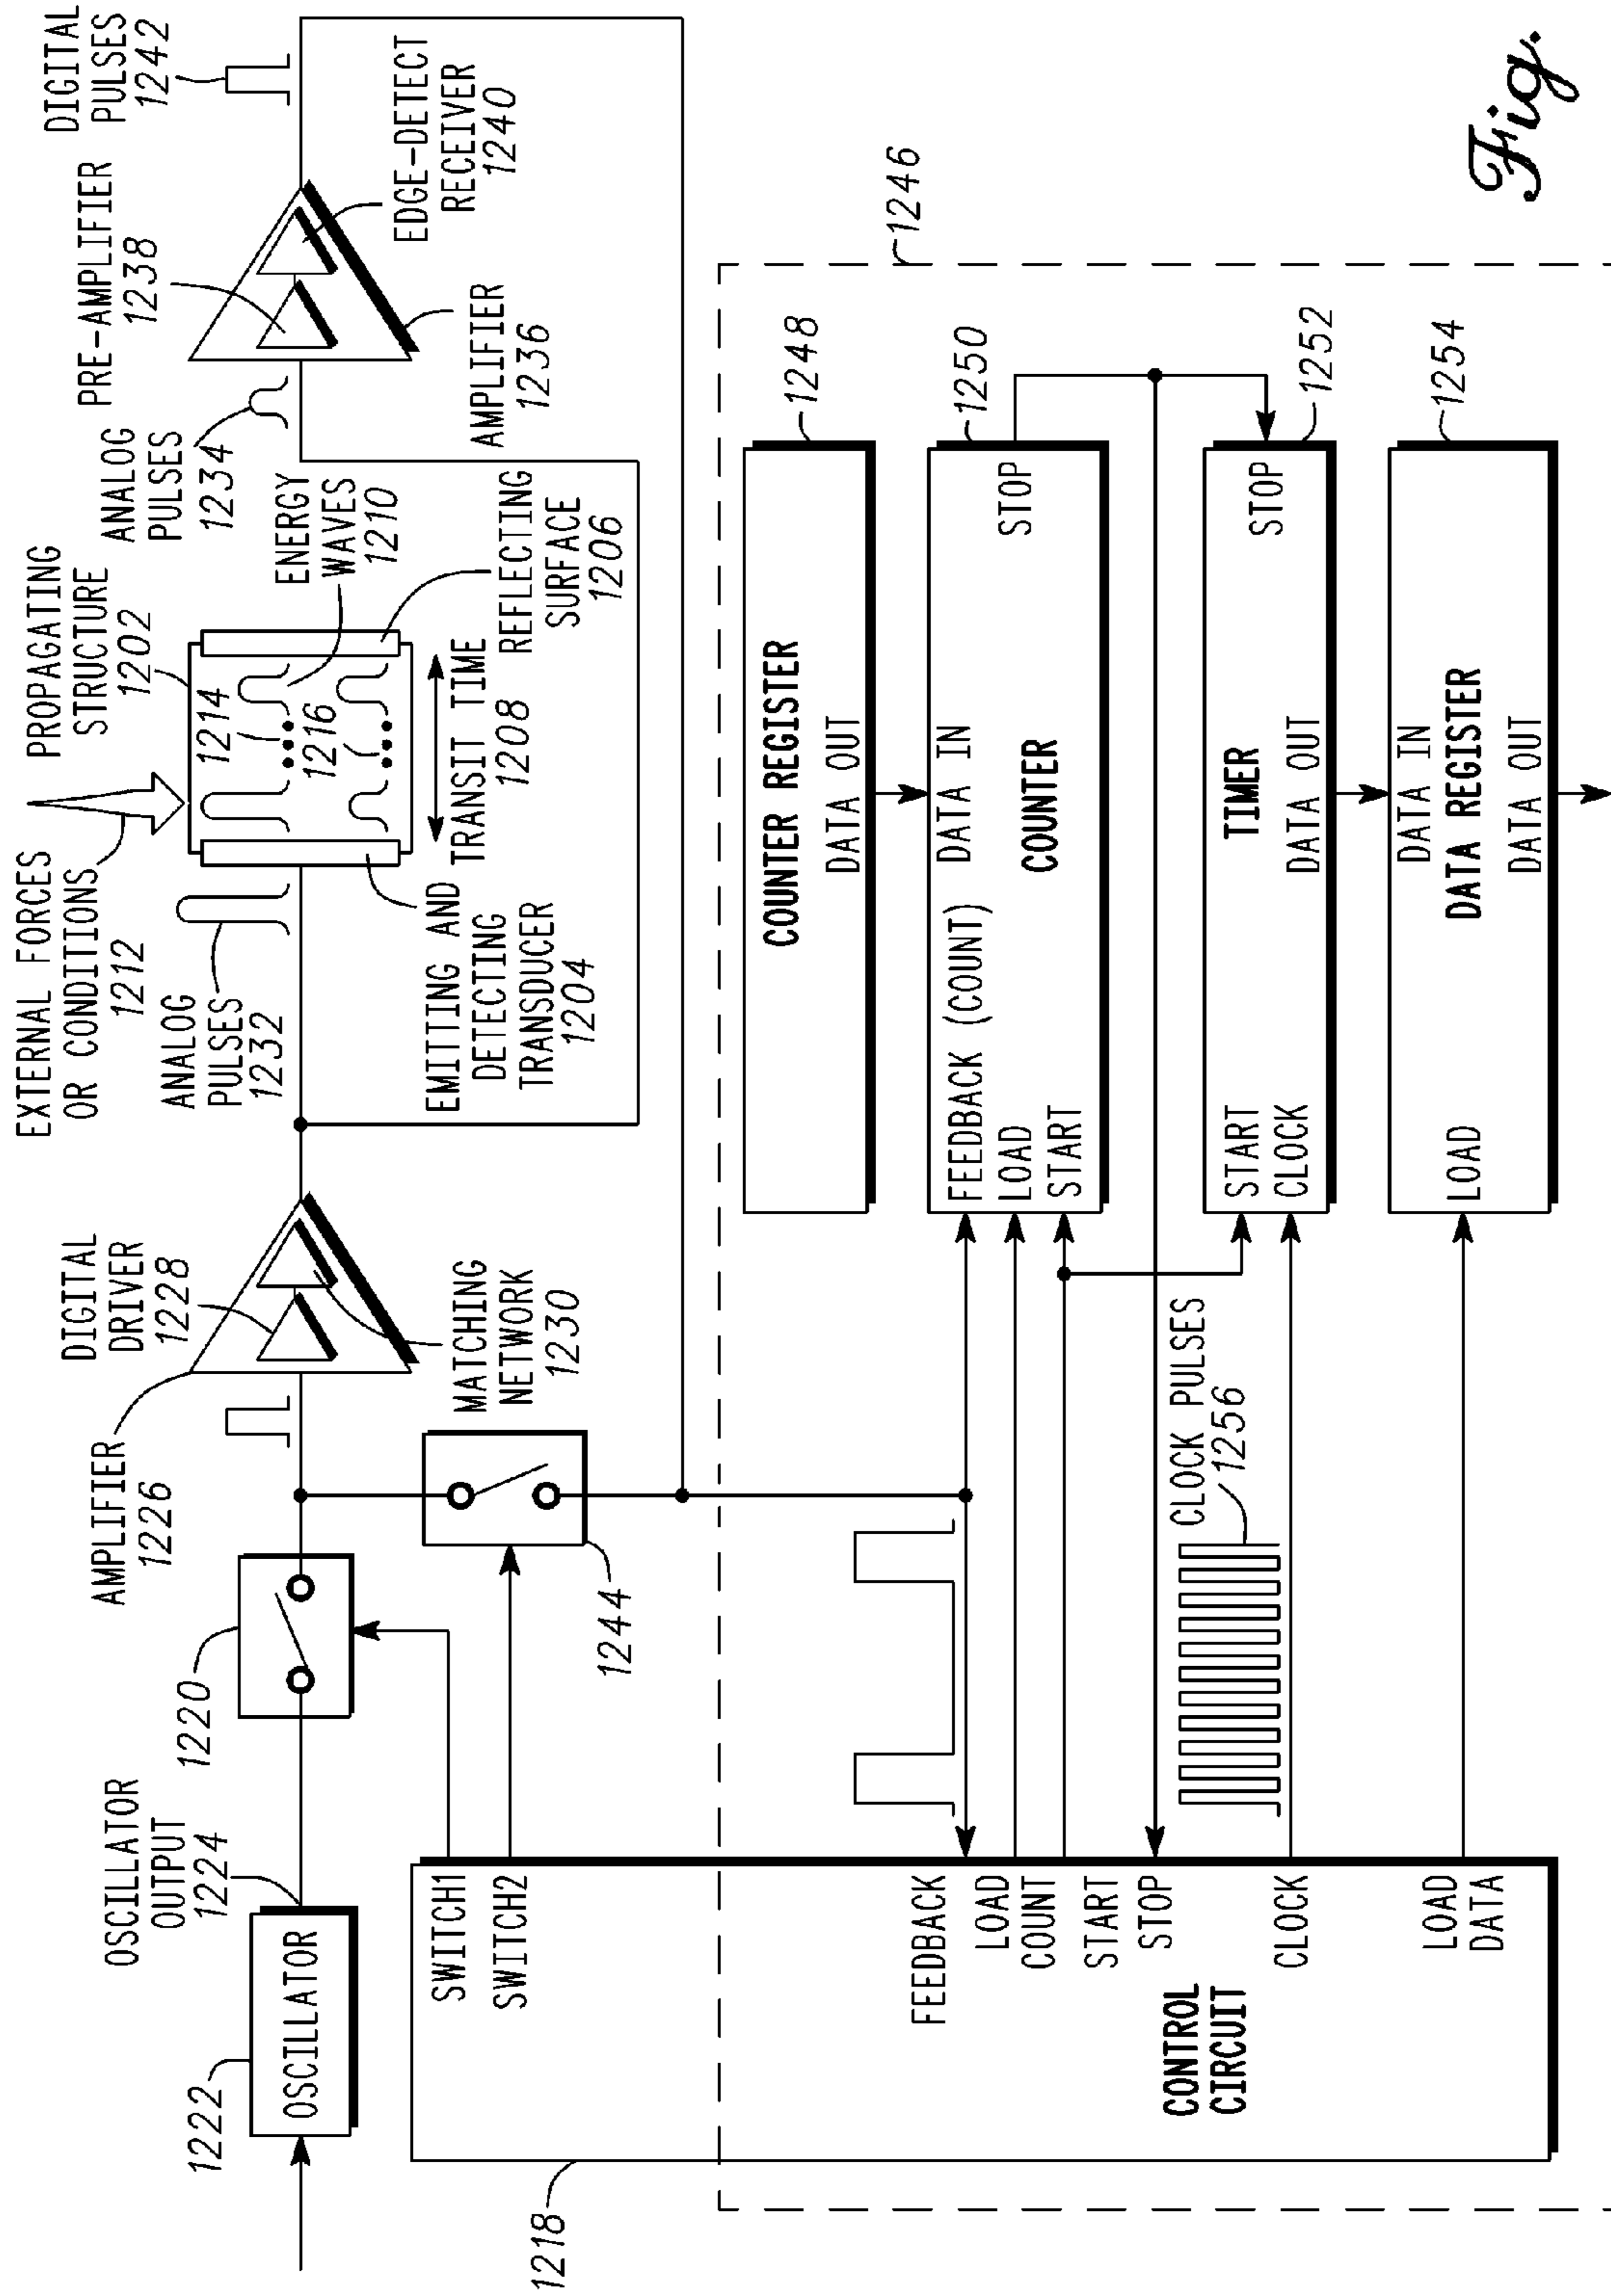 EXTERNAL FORCES
OR CONDITIONS
1212
PROPAGATING
STRUCTURE
1202
DIGITAL
PULSES
1242
PRE-AMPLIFIER
1238
ANALOG
PULSES
1234
ENERGY
WAVES
1210
EDGE-DETECT
RECEIVER
1240
AMPLIFIER
1236
REFLECTING
SURFACE
1206
1214
1216
TRANSIT TIME
1208
ANALOG
PULSES
1232
EMITTING AND
DETECTING
TRANSDUCER
1204
DIGITAL
DRIVER
1228
AMPLIFIER
1226
MATCHING
NETWORK
1230
1220
OSCILLATOR
OUTPUT
1224
1222
OSCILLATOR
1244
1218
SWITCH1
SWITCH2
FEEDBACK
LOAD
COUNT
START
STOP
CLOCK
LOAD
DATA
CONTROL
CIRCUIT
CLOCK PULSES
1256
1246
COUNTER REGISTER
DATA OUT
1248
FEEDBACK (COUNT)
DATA IN
LOAD
START
COUNTER
STOP
1250
START
CLOCK
TIMER
DATA OUT
STOP
1252
LOAD
DATA IN
DATA REGISTER
DATA OUT
1254
Fig.